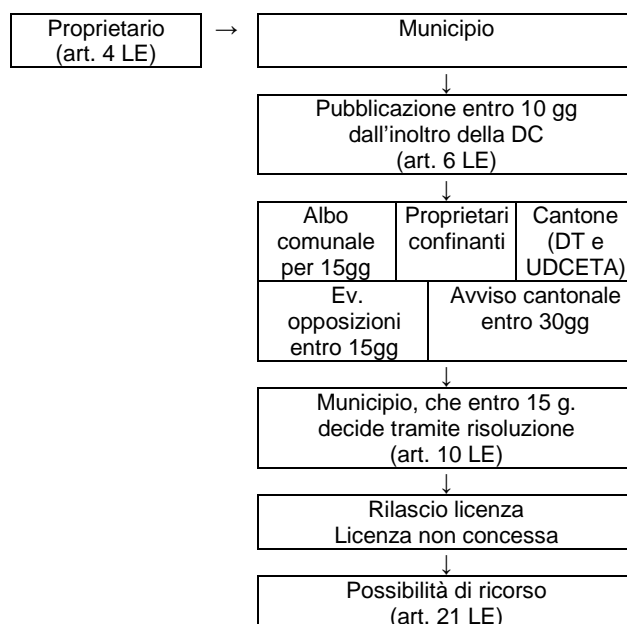 Proprietario
(art. 4 LE)
→
Municipio
↓
Pubblicazione entro 10 gg
dall'inoltro della DC
(art. 6 LE)
↓
Albo
comunale
per 15gg
Proprietari
confinanti
Cantone
(DT e
UDCETA)
Ev.
opposizioni
entro 15gg
Avviso cantonale
entro 30gg
↓
Municipio, che entro 15 g.
decide tramite risoluzione
(art. 10 LE)
↓
Rilascio licenza
Licenza non concessa
↓
Possibilità di ricorso
(art. 21 LE)